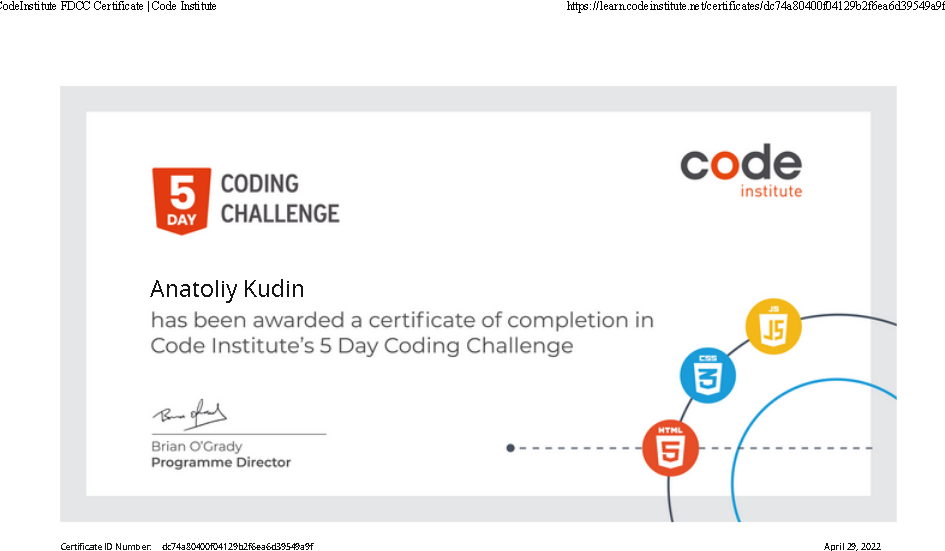 CodeInstitute FDCC Certificate | Code Institute
https://learn.codeinstitute.net/certificates/dc74a80400f04129b2f6ea6d39549a9f
5 DAY
CODING
CHALLENGE
code
institute
Anatoliy Kudin
has been awarded a certificate of completion in
Code Institute's 5 Day Coding Challenge
JS
JS
CSS
3
HTML
5
Brian O'Grady
Programme Director
Certificate ID Number: dc74a80400f04129b2f6ea6d39549a9f
April 29, 2022